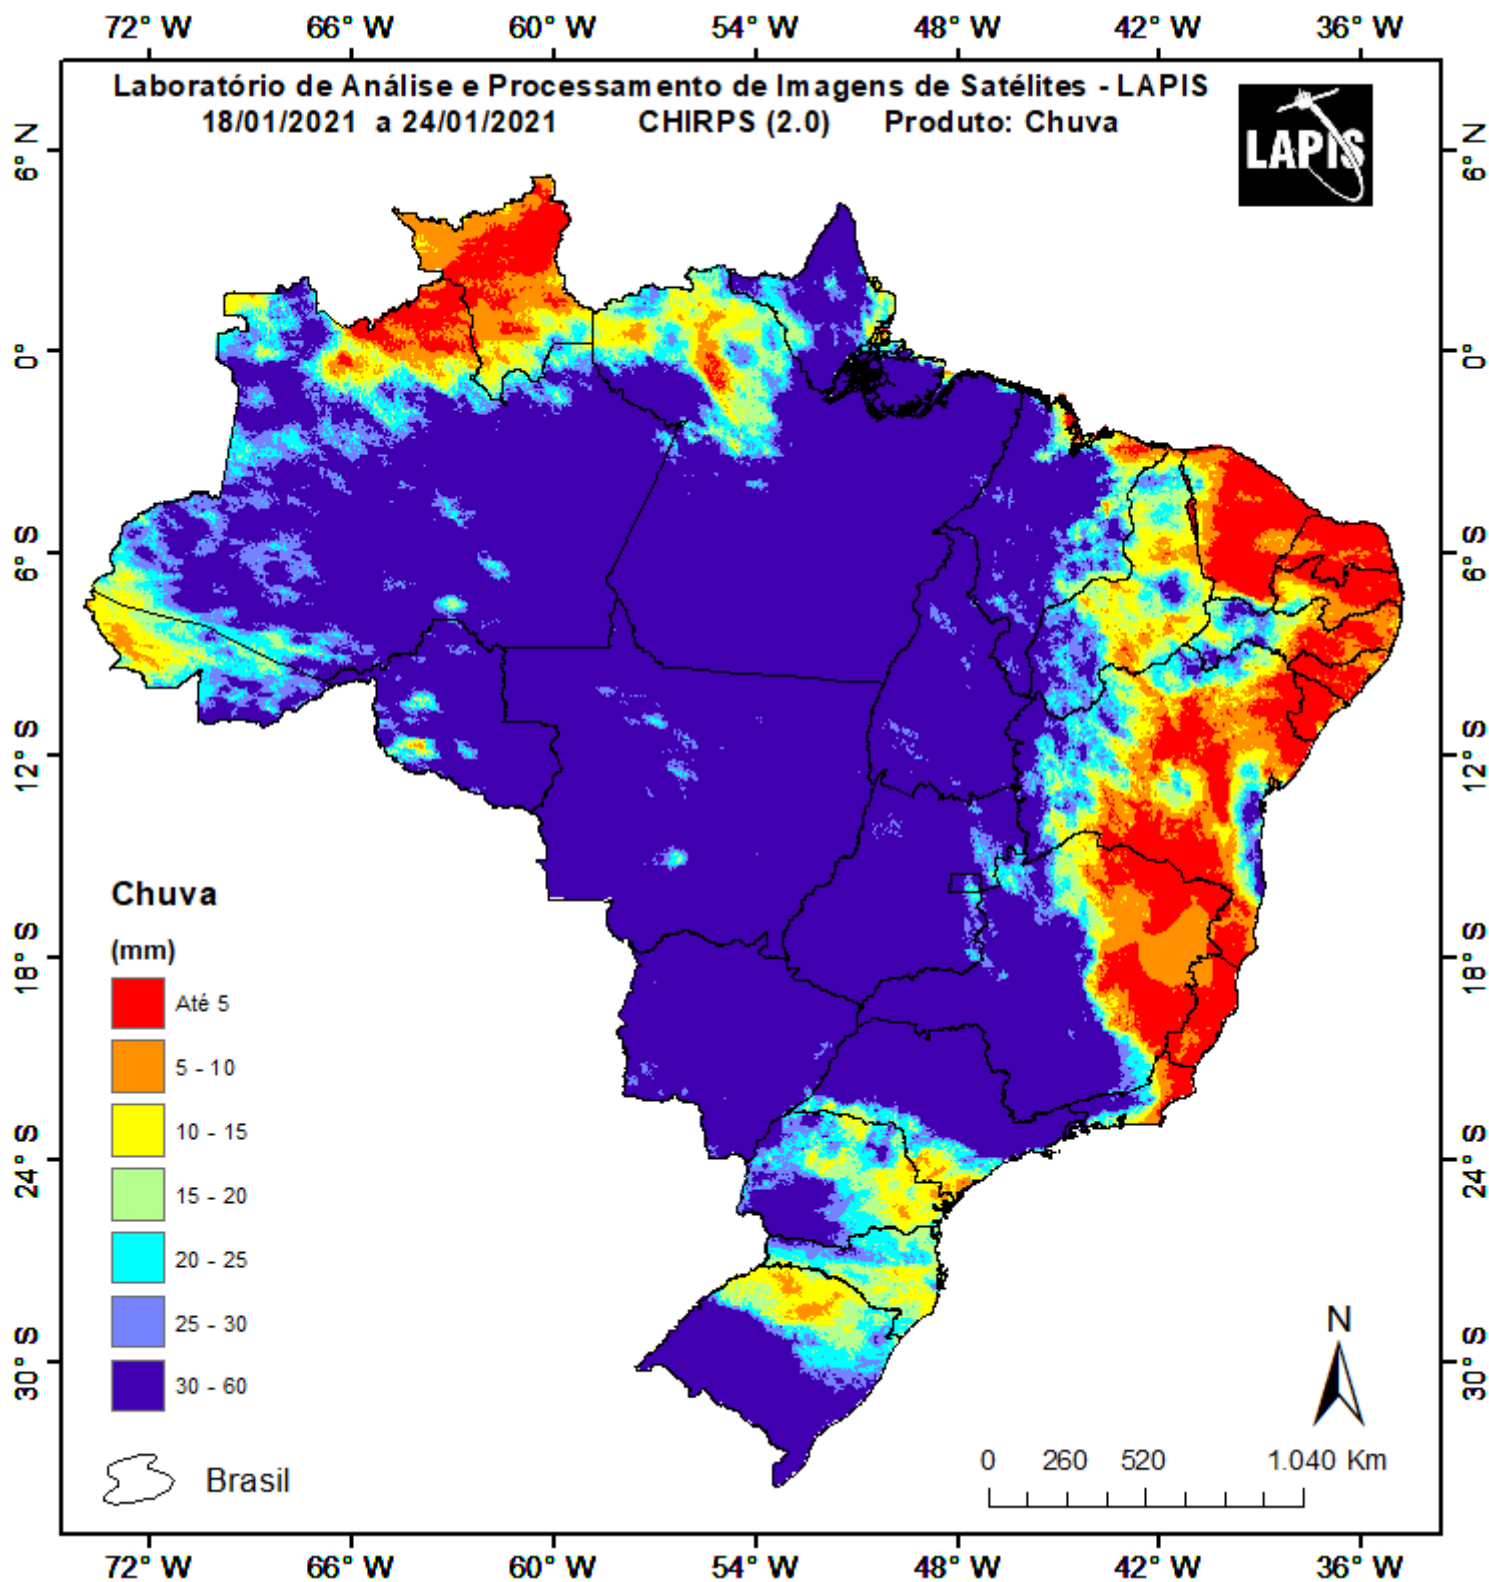 72° W 66° W 60° W 54° W 48° W 42° W 36° W
Laboratório de Análise e Processamento de Imagens de Satélites - LAPIS
18/01/2021 a 24/01/2021 CHIRPS (2.0) Produto: Chuva
LAPIS
6° N 6° N
0° 0°
6° S 6° S
12° S 12° S
18° S 18° S
24° S 24° S
30° S 30° S
Chuva
(mm)
Até 5
5 - 10
10 - 15
15 - 20
20 - 25
25 - 30
30 - 60
Brasil
N
0 260 520 1.040 Km
72° W 66° W 60° W 54° W 48° W 42° W 36° W